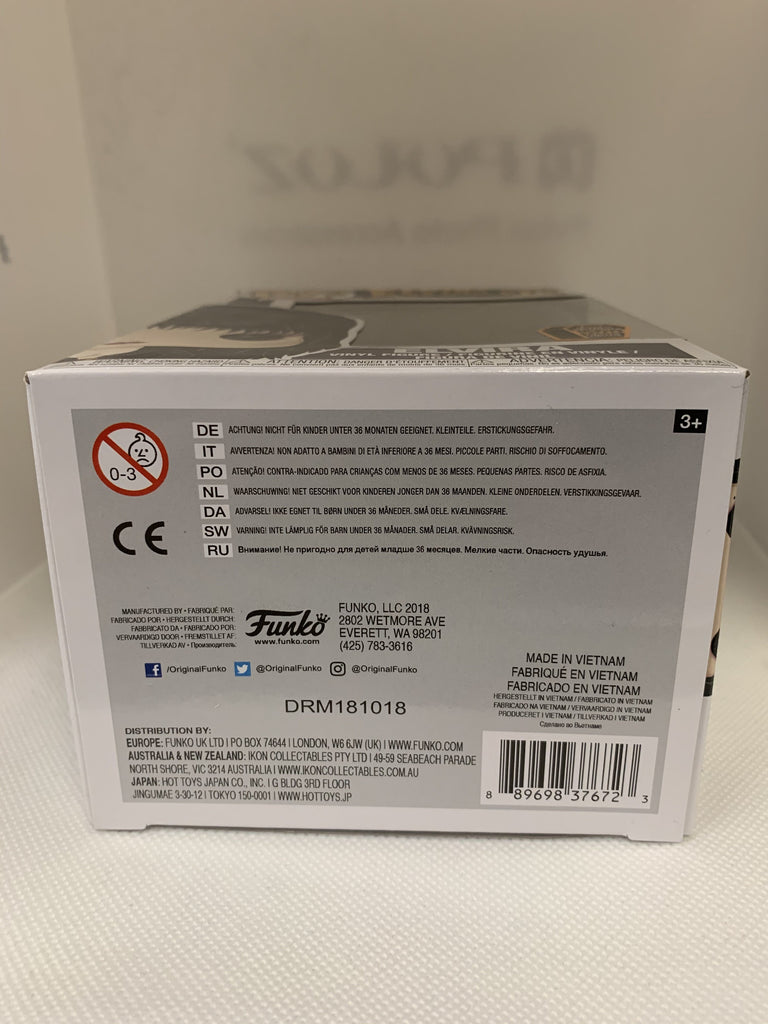 POLOZ
ELVIRA
VINYL FIGURE /
ATTENTION: DANGER D'ÉTOUFFEMENT
ADVERTENCIA: PELIGRO DE ASFIXIA
3+
0-3
DE ACHTUNG! NICHT FÜR KINDER UNTER 36 MONATEN GEEIGNET. KLEINTEILE. ERSTICKUNGSGEFAHR.
IT AVVERTENZA! NON ADATTO A BAMBINI DI ETÀ INFERIORE A 36 MESI. PICCOLE PARTI. RISCHIO DI SOFFOCAMENTO.
PO ATENÇÃO! CONTRA-INDICADO PARA CRIANÇAS COM MENOS DE 36 MESES. PEQUENAS PARTES. RISCO DE ASFIXIA.
NL WAARSCHUWING! NIET GESCHIKT VOOR KINDEREN JONGER DAN 36 MAANDEN. KLEINE ONDERDELEN. VERSTIKKINGSGEVAAR.
DA ADVARSEL! IKKE EGNET TIL BØRN UNDER 36 MÅNEDER. SMÅ DELE. KVÆLNINGSFARE.
SW VARNING! INTE LÄMPLIG FÖR BARN UNDER 36 MÅNADER. SMÅ DELAR. KVÄVNINGSRISK.
RU Внимание! Не пригодно для детей младше 36 месяцев. Мелкие части. Опасность удушья.
CE
MANUFACTURED BY • FABRIQUÉ PAR:
FABRICADO POR • HERGESTELLT DURCH:
FABBRICATO DA • FABRICADO POR:
VERVAARDIGD DOOR • FREMSTILLET AF:
TILLVERKAD AV • Производитель:
Funko
www.funko.com
FUNKO, LLC 2018
2802 WETMORE AVE
EVERETT, WA 98201
(425) 783-3616
/OriginalFunko @OriginalFunko @OriginalFunko
DRM181018
MADE IN VIETNAM
FABRIQUÉ EN VIETNAM
FABRICADO EN VIETNAM
HERGESTELLT IN VIETNAM / FABBRICATO IN VIETNAM
FABRICADO NA VIETNAM / VERVAARDIGD IN VIETNAM
PRODUCERET I VIETNAM / TILLVERKAD I VIETNAM
Сделано во Вьетнаме
DISTRIBUTION BY:
EUROPE: FUNKO UK LTD | PO BOX 74644 | LONDON, W6 6JW (UK) | WWW.FUNKO.COM
AUSTRALIA & NEW ZEALAND: IKON COLLECTABLES PTY LTD | 49-59 SEABEACH PARADE
NORTH SHORE, VIC 3214 AUSTRALIA | WWW.IKONCOLLECTABLES.COM.AU
JAPAN: HOT TOYS JAPAN CO., INC. | G BLDG 3RD FLOOR
JINGUMAE 3-30-12 | TOKYO 150-0001 | WWW.HOTTOYS.JP
8 89698 37672 3